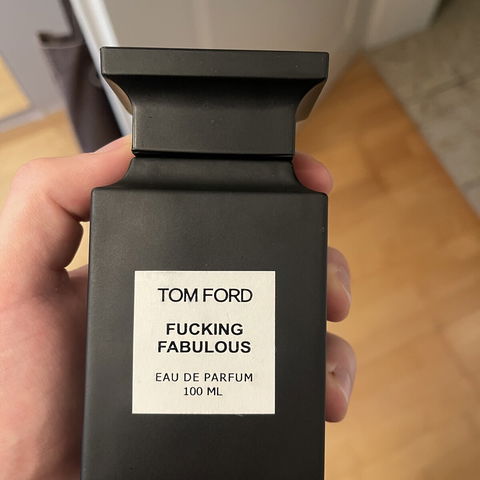 TOM FORD
FUCKING
FABULOUS
EAU DE PARFUM
100 ML